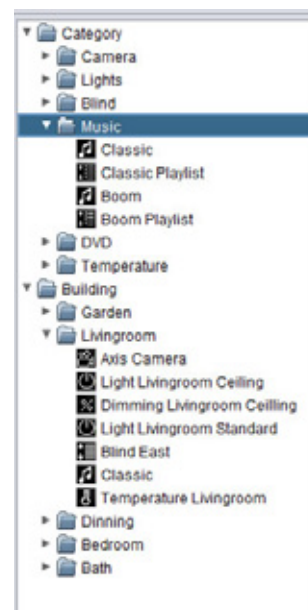 Category
Camera
Lights
Blind
Music
Classic
Classic Playlist
Boom
Boom Playlist
DVD
Temperature
Building
Garden
Livingroom
Axis Camera
Light Livingroom Ceiling
Dimming Livingroom Ceilling
Light Livingroom Standard
Blind East
Classic
Temperature Livingroom
Dinning
Bedroom
Bath